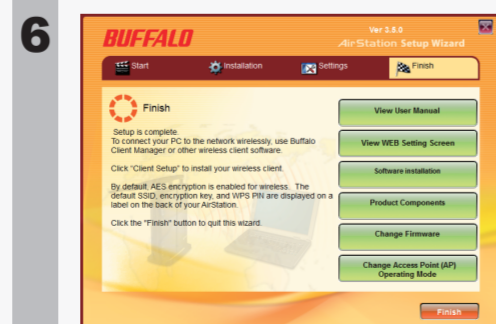 6
BUFFALO
Ver 3.5.0
AirStation Setup Wizard
Start
Installation
Settings
Finish
Finish
Setup is complete.
To connect your PC to the network wirelessly, use Buffalo
Client Manager or other wireless client software.
Click "Client Setup" to install your wireless client.
By default, AES encryption is enabled for wireless. The
default SSID, encryption key, and WPS PIN are displayed on a
label on the back of your AirStation.
Click the "Finish" button to quit this wizard.
View User Manual
View WEB Setting Screen
Software installation
Product Components
Change Firmware
Change Access Point (AP)
Operating Mode
Finish